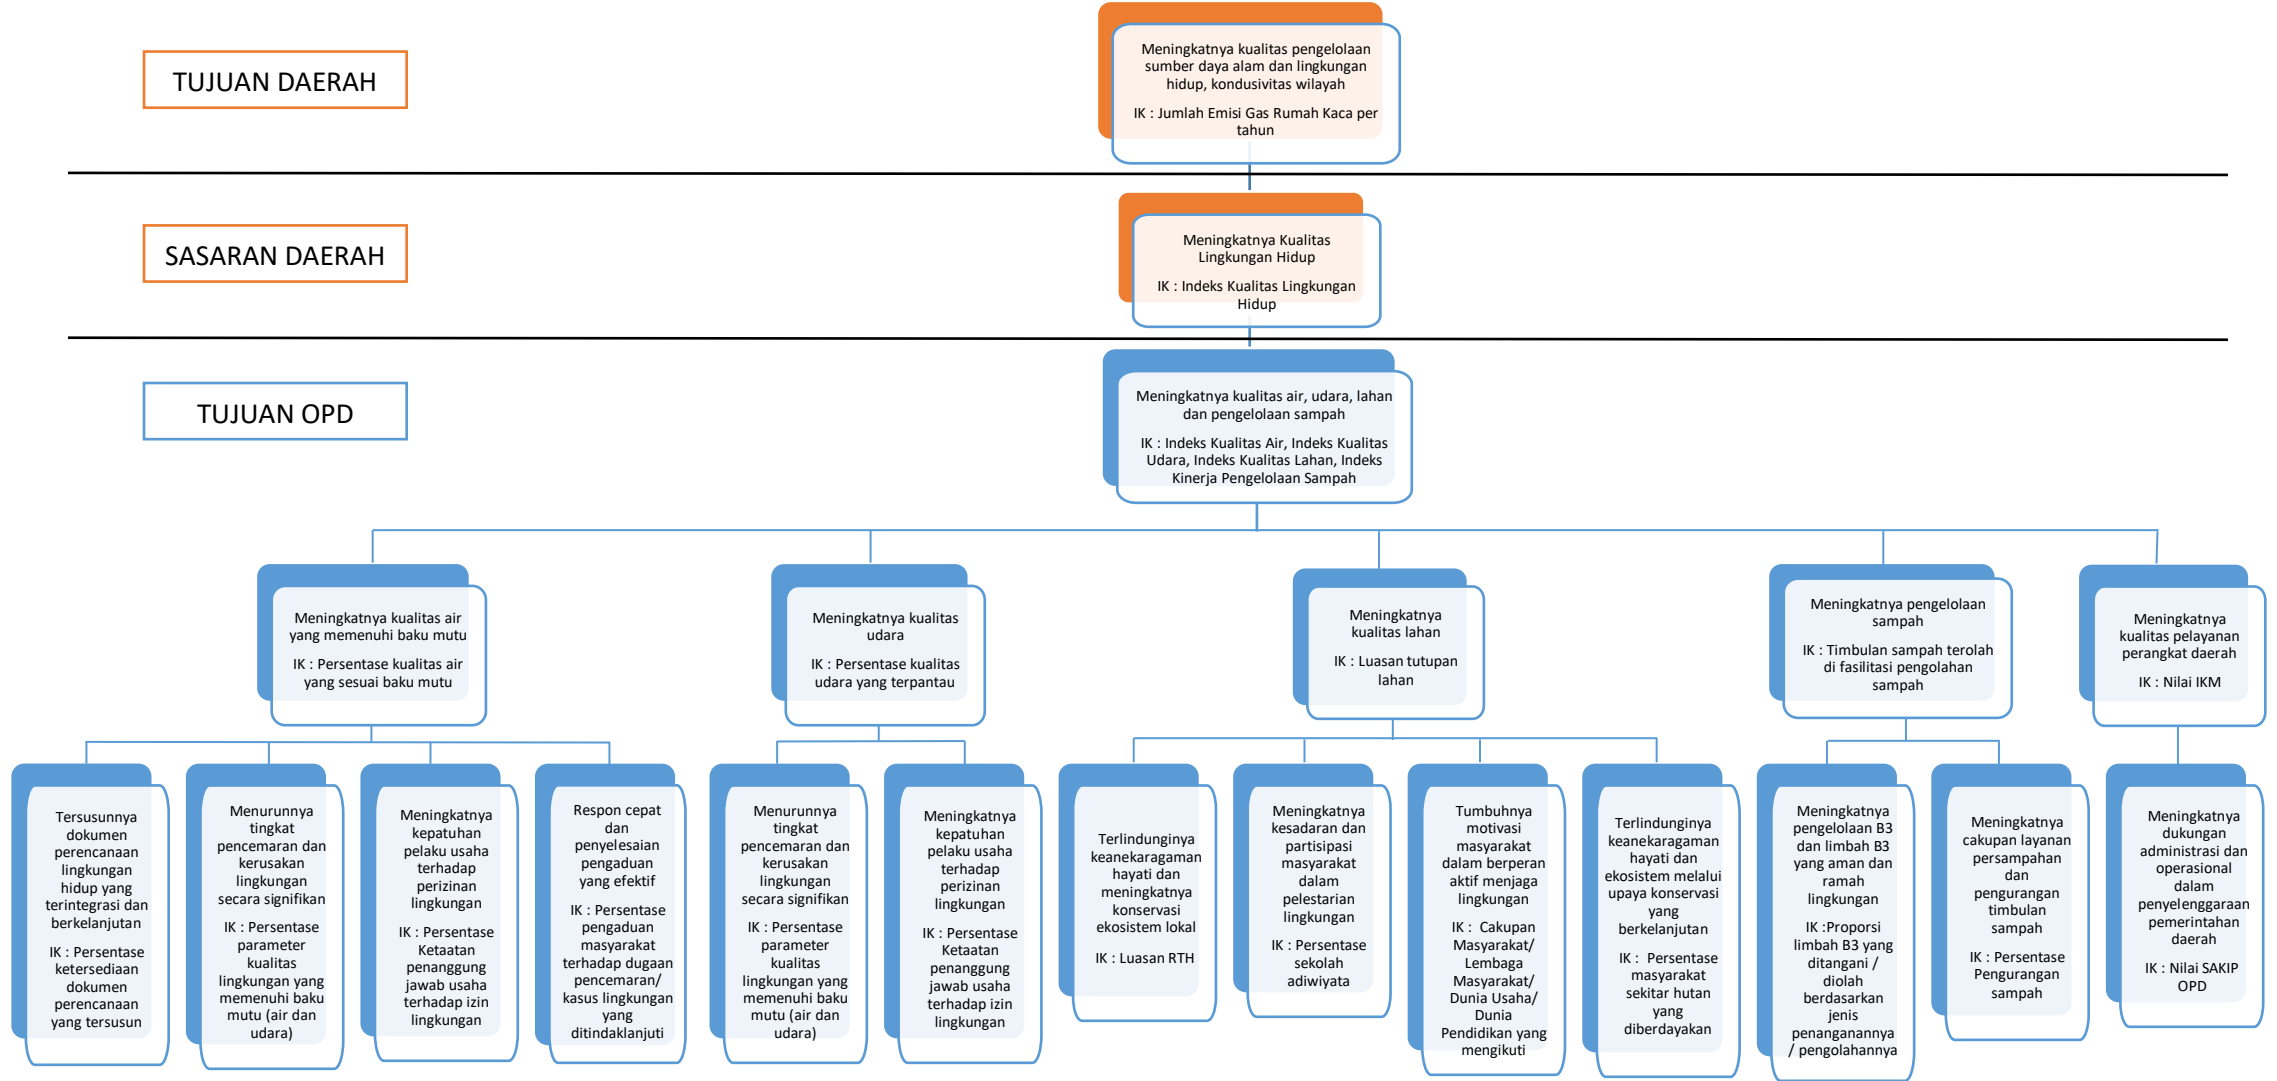 TUJUAN DAERAH
Meningkatnya kualitas pengelolaan
sumber daya alam dan lingkungan
hidup, kondusivitas wilayah
IK : Jumlah Emisi Gas Rumah Kaca per
tahun
SASARAN DAERAH
Meningkatnya Kualitas
Lingkungan Hidup
IK : Indeks Kualitas Lingkungan
Hidup
TUJUAN OPD
Meningkatnya kualitas air, udara, lahan
dan pengelolaan sampah
IK : Indeks Kualitas Air, Indeks Kualitas
Udara, Indeks Kualitas Lahan, Indeks
Kinerja Pengelolaan Sampah
Meningkatnya kualitas air
yang memenuhi baku mutu
IK : Persentase kualitas air
yang sesuai baku mutu
Meningkatnya kualitas
udara
IK : Persentase kualitas
udara yang terpantau
Meningkatnya
kualitas lahan
IK : Luasan tutupan
lahan
Meningkatnya pengelolaan
sampah
IK : Timbulan sampah terolah
di fasilitasi pengolahan
sampah
Meningkatnya
kualitas pelayanan
perangkat daerah
IK : Nilai IKM
Tersusunnya
dokumen
perencanaan
lingkungan
hidup yang
terintegrasi dan
berkelanjutan
IK : Persentase
ketersediaan
dokumen
perencanaan
yang tersusun
Menurunnya
tingkat
pencemaran dan
kerusakan
lingkungan
secara signifikan
IK : Persentase
parameter
kualitas
lingkungan yang
memenuhi baku
mutu (air dan
udara)
Meningkatnya
kepatuhan
pelaku usaha
terhadap
perizinan
lingkungan
IK : Persentase
Ketaatan
penanggung
jawab usaha
terhadap izin
lingkungan
Respon cepat
dan
penyelesaian
pengaduan
yang efektif
IK : Persentase
pengaduan
masyarakat
terhadap dugaan
pencemaran/
kasus lingkungan
yang
ditindaklanjuti
Menurunnya
tingkat
pencemaran dan
kerusakan
lingkungan
secara signifikan
IK : Persentase
parameter
kualitas
lingkungan yang
memenuhi baku
mutu (air dan
udara)
Meningkatnya
kepatuhan
pelaku usaha
terhadap
perizinan
lingkungan
IK : Persentase
Ketaatan
penanggung
jawab usaha
terhadap izin
lingkungan
Terlindunginya
keanekaragaman
hayati dan
meningkatnya
konservasi
ekosistem lokal
IK : Luasan RTH
Meningkatnya
kesadaran dan
partisipasi
masyarakat
dalam
pelestarian
lingkungan
IK : Persentase
sekolah
adiwiyata
Tumbuhnya
motivasi
masyarakat
dalam berperan
aktif menjaga
lingkungan
IK : Cakupan
Masyarakat/
Lembaga
Masyarakat/
Dunia Usaha/
Dunia
Pendidikan yang
mengikuti
Terlindunginya
keanekaragaman
hayati dan
ekosistem melalui
upaya konservasi
yang
berkelanjutan
IK : Persentase
masyarakat
sekitar hutan
yang
diberdayakan
Meningkatnya
pengelolaan B3
dan limbah B3
yang aman dan
ramah
lingkungan
IK :Proporsi
limbah B3 yang
ditangani /
diolah
berdasarkan
jenis
penanganannya
/ pengolahannya
Meningkatnya
cakupan layanan
persampahan
dan
pengurangan
timbulan
sampah
IK : Persentase
Pengurangan
sampah
Meningkatnya
dukungan
administrasi dan
operasional
dalam
penyelenggaraan
pemerintahan
daerah
IK : Nilai SAKIP
OPD